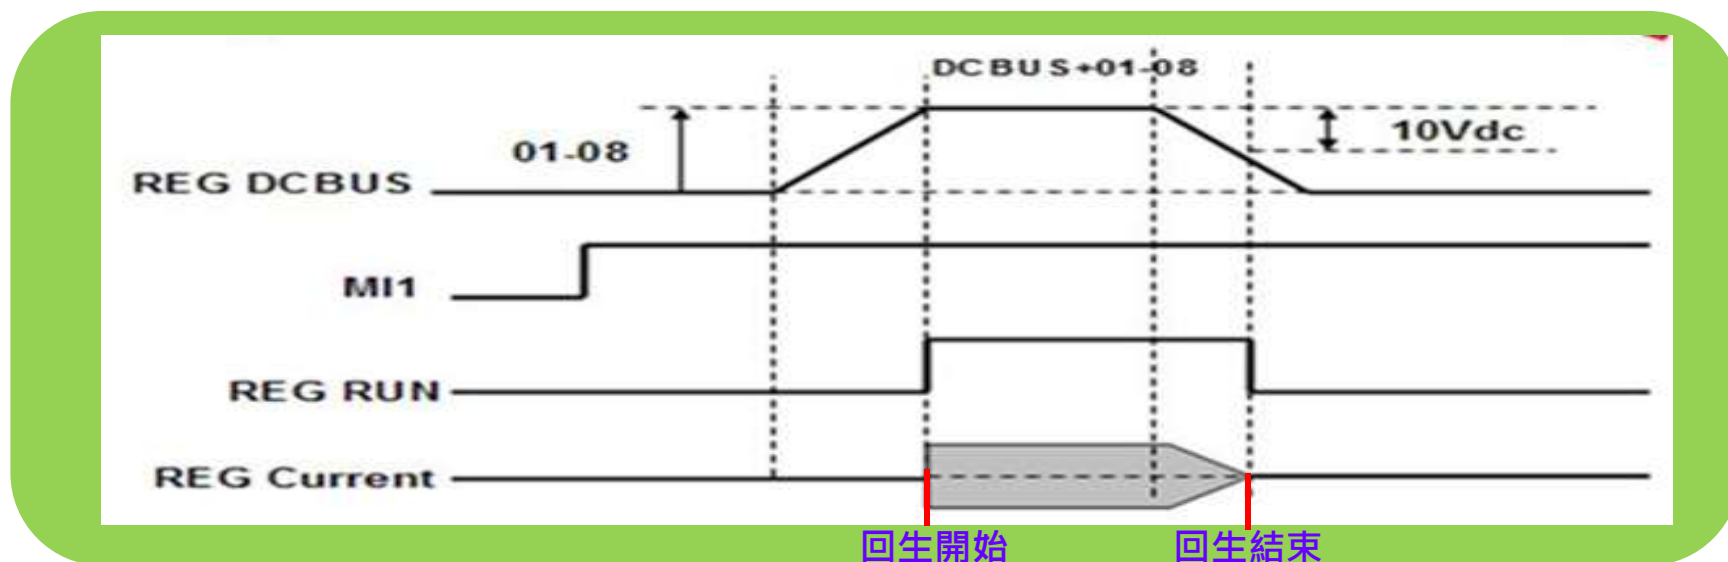 DCBUS+01-08
01-08
10Vdc
REG DCBUS
MI1
REG RUN
REG Current
回生開始
回生結束